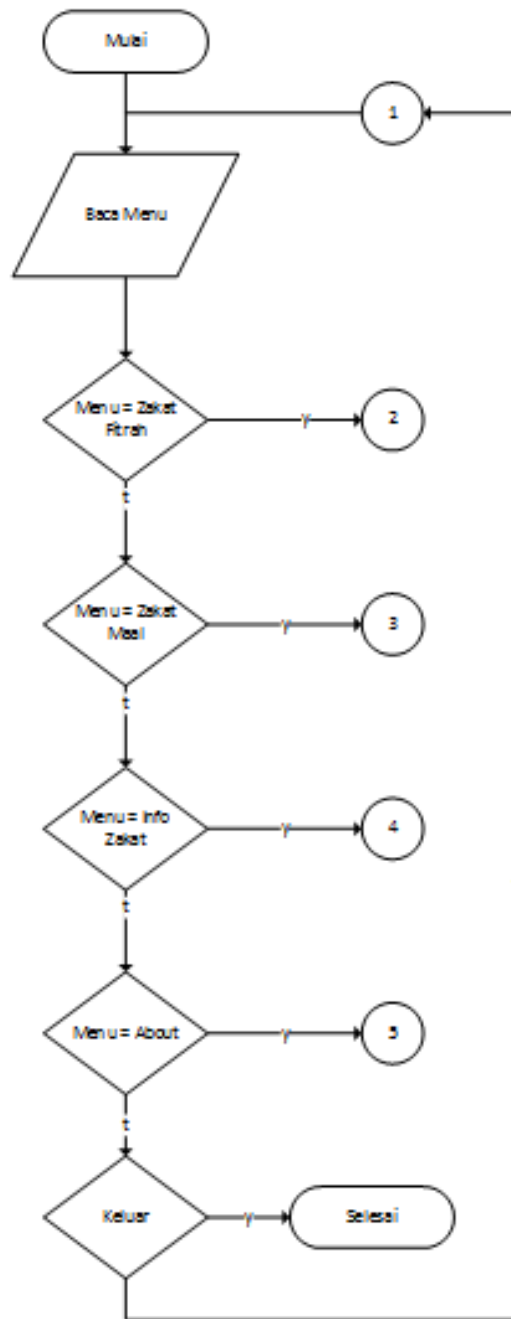 Mulai
1
Baca Menu
Menu = Zakat
Fitrah
y
2
t
Menu = Zakat
Maal
y
3
t
Menu = Info
Zakat
y
4
t
Menu = About
y
5
t
Keluar
y
Selesai